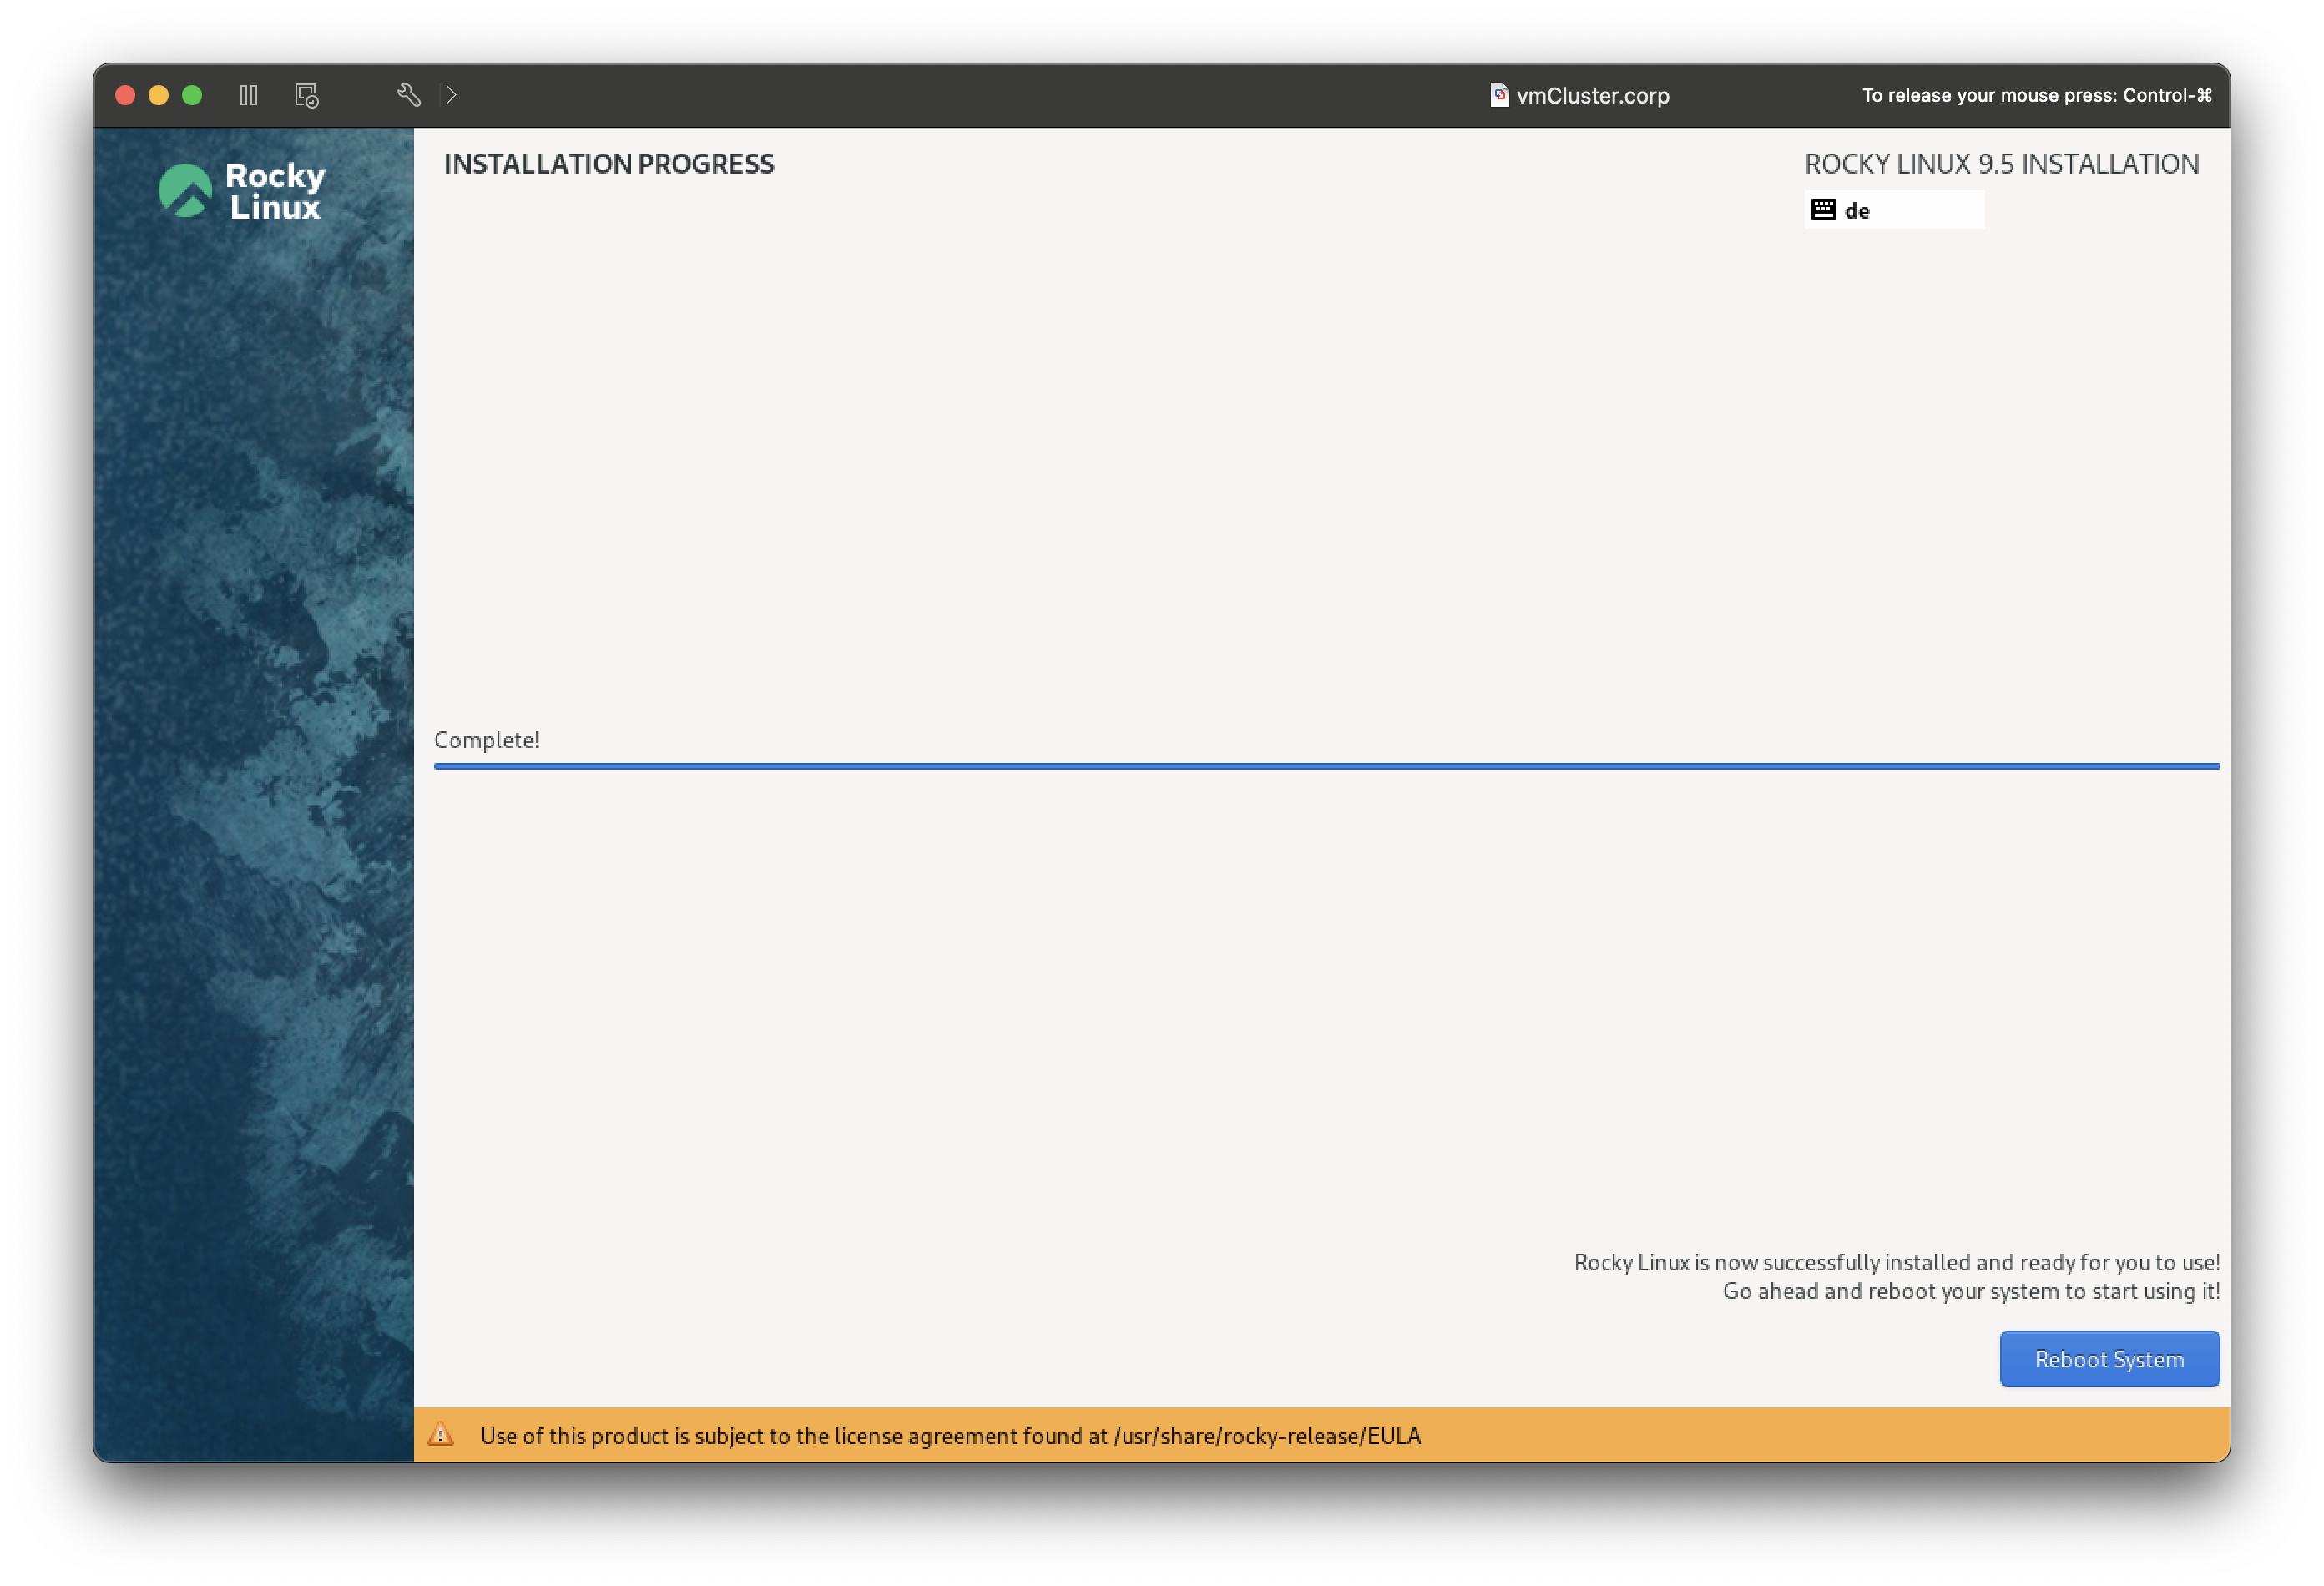 vmCluster.corp
To release your mouse press: Control-⌘
Rocky
Linux
INSTALLATION PROGRESS
ROCKY LINUX 9.5 INSTALLATION
de
Complete!
Rocky Linux is now successfully installed and ready for you to use!
Go ahead and reboot your system to start using it!
Reboot System
Use of this product is subject to the license agreement found at /usr/share/rocky-release/EULA